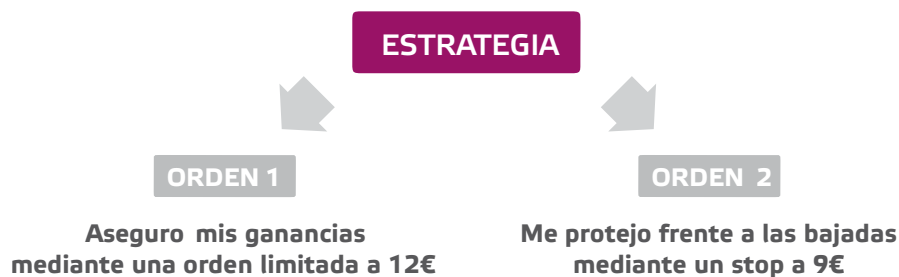 ESTRATEGIA
ORDEN 1
Aseguro mis ganancias
mediante una orden limitada a 12€
ORDEN 2
Me protejo frente a las bajadas
mediante un stop a 9€